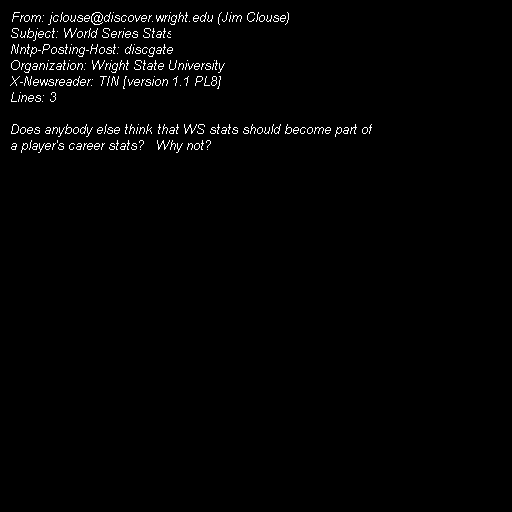 From: jclouse@discover.wright.edu (Jim Clouse)
Subject: World Series Stats
Nntp-Posting-Host: discgate
Organization: Wright State University
X-Newsreader: TIN [version 1.1 PL8]
Lines: 3

Does anybody else think that WS stats should become part of
a player's career stats?   Why not?